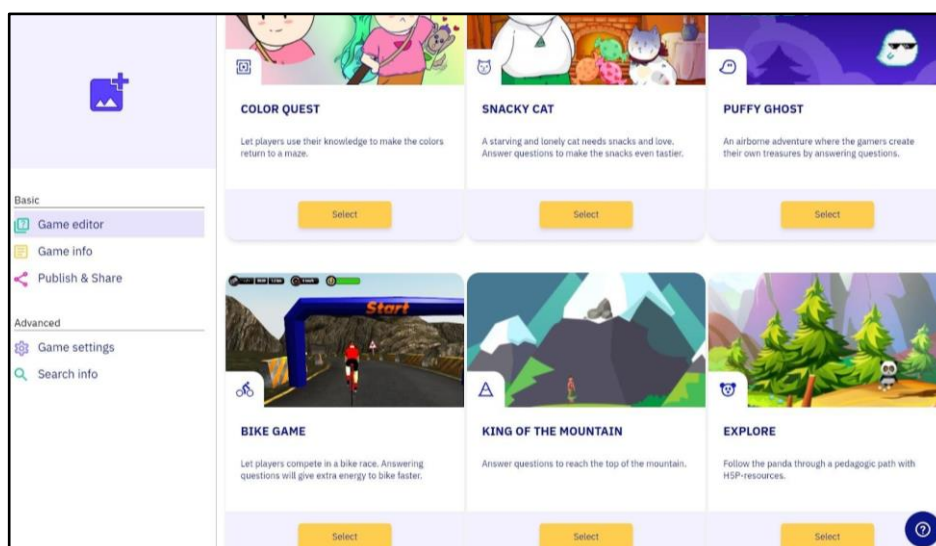 Basic
Game editor
Game info
Publish & Share
Advanced
Game settings
Search info
COLOR QUEST
Let players use their knowledge to make the colors
return to a maze.
Select
SNACKY CAT
A starving and lonely cat needs snacks and love.
Answer questions to make the snacks even tastier.
Select
PUFFY GHOST
An airborne adventure where the gamers create
their own treasures by answering questions.
Select
Start
BIKE GAME
Let players compete in a bike race. Answering
questions will give extra energy to bike faster.
Select
KING OF THE MOUNTAIN
Answer questions to reach the top of the mountain.
Select
EXPLORE
Follow the panda through a pedagogic path with
H5P-resources.
Select